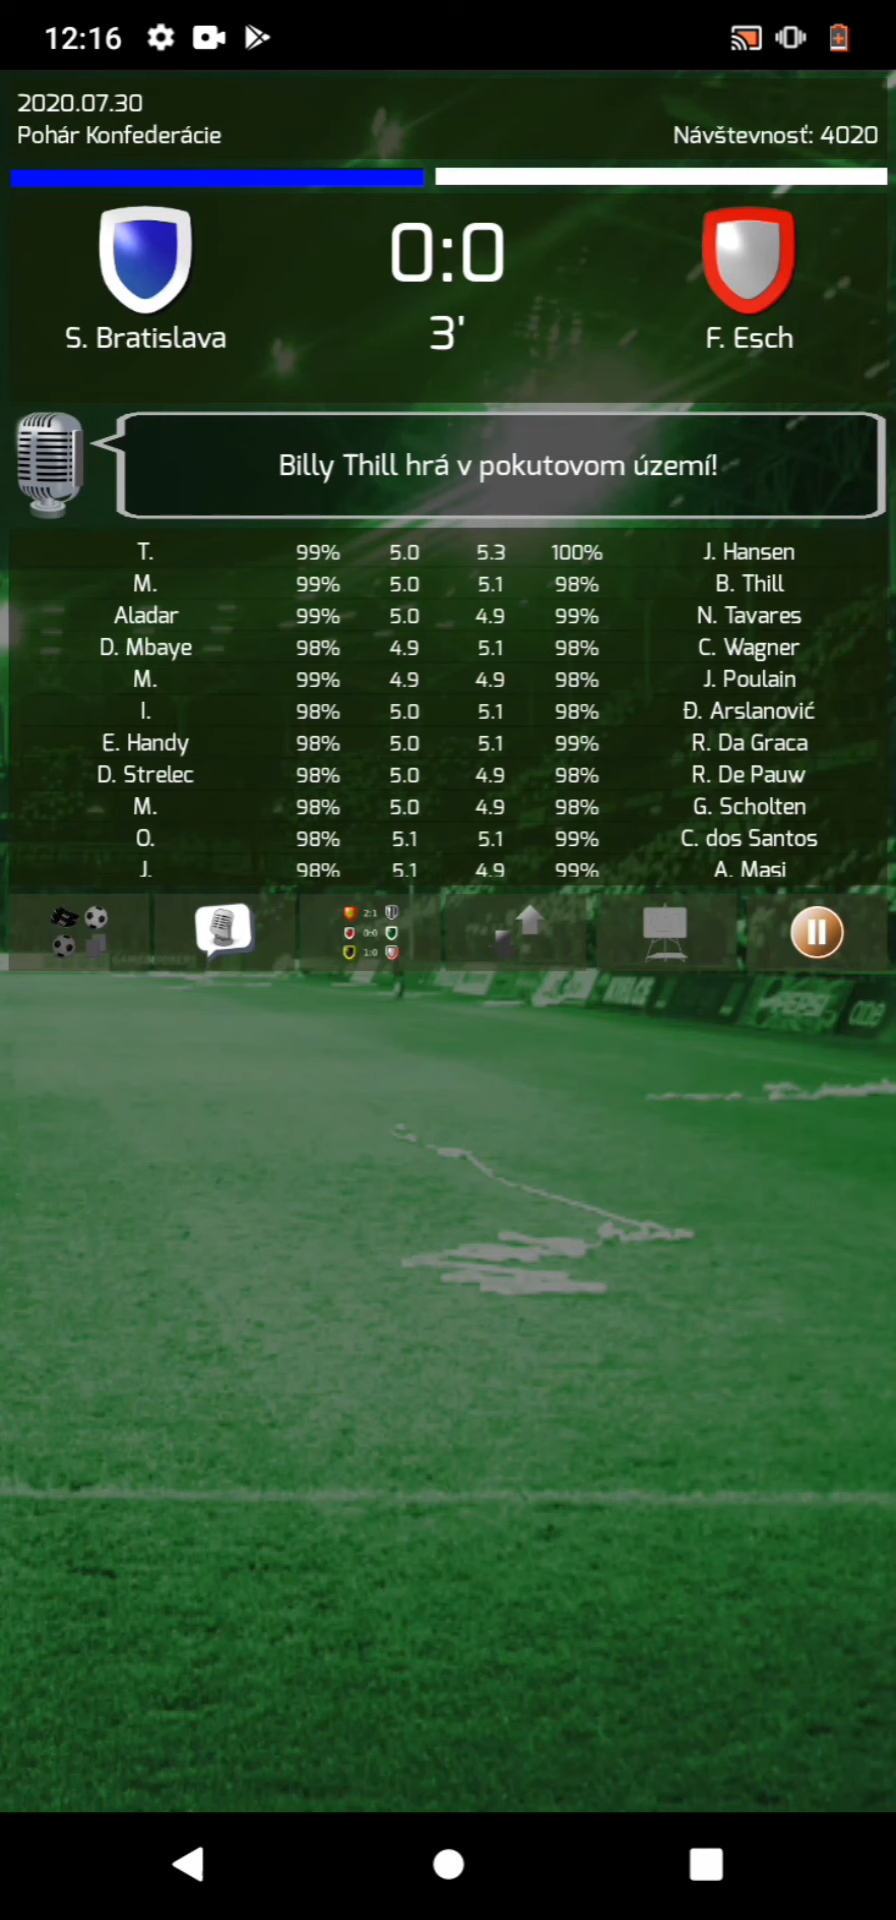 12:16
2020.07.30
Pohár Konfederácie
Návštevnosť: 4020
0:0
S. Bratislava
3'
F. Esch
Billy Thill hrá v pokutovom území!
T. 99% 5.0 5.3 100% J. Hansen
M. 99% 5.0 5.1 98% B. Thill
Aladar 99% 5.0 4.9 99% N. Tavares
D. Mbaye 98% 4.9 5.1 98% C. Wagner
M. 99% 4.9 4.9 98% J. Poulain
I. 98% 5.0 5.1 98% Đ. Arslanović
E. Handy 98% 5.0 5.1 99% R. Da Graca
D. Strelec 98% 5.0 4.9 98% R. De Pauw
M. 98% 5.0 4.9 98% G. Scholten
O. 98% 5.1 5.1 99% C. dos Santos
J. 98% 5.1 4.9 99% A. Masi
2:1
0:0
1:0
PEPSI